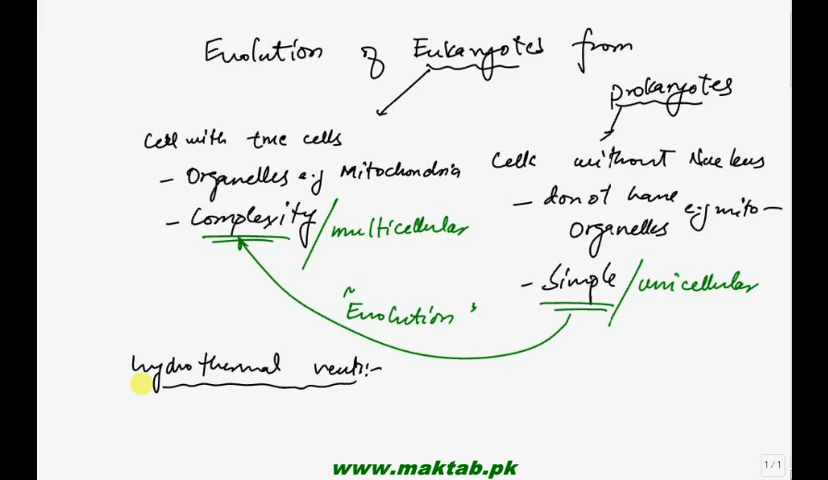 Evolution of Eukaryotes from
Prokaryotes
Cell with true cells
- Organelles e.g Mitochondria
- Complexity / multicellular
Cells without Nucleus
- do not have e.g mito-
Organelles
- Simple / unicellular
"Evolution"
hydrothermal vents:-
www.maktab.pk
1/1